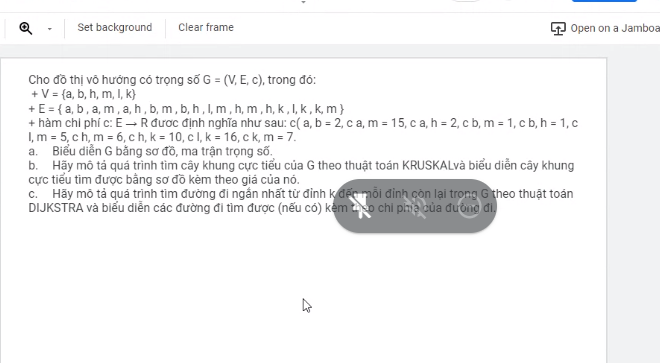 Set background Clear frame Open on a Jamboa
Cho đồ thị vô hướng có trọng số G = (V, E, c), trong đó:
+ V = {a, b, h, m, l, k}
+ E = { a, b , a, m , a, h , b, m , b, h , l, m , h, m , h, k , l, k , k, m }
+ hàm chi phí c: E → R được định nghĩa như sau: c( a, b = 2, c a, m = 15, c a, h = 2, c b, m = 1, c b, h = 1, c
l, m = 5, c h, m = 6, c h, k = 10, c l, k = 16, c k, m = 7.
a. Biểu diễn G bằng sơ đồ, ma trận trọng số.
b. Hãy mô tả quá trình tìm cây khung cực tiểu của G theo thuật toán KRUSKALvà biểu diễn cây khung
cực tiểu tìm được bằng sơ đồ kèm theo giá của nó.
c. Hãy mô tả quá trình tìm đường đi ngắn nhất từ đỉnh k đến mỗi đỉnh còn lại trong G theo thuật toán
DIJKSTRA và biểu diễn các đường đi tìm được (nếu có) kèm theo chi phí của đường đi.